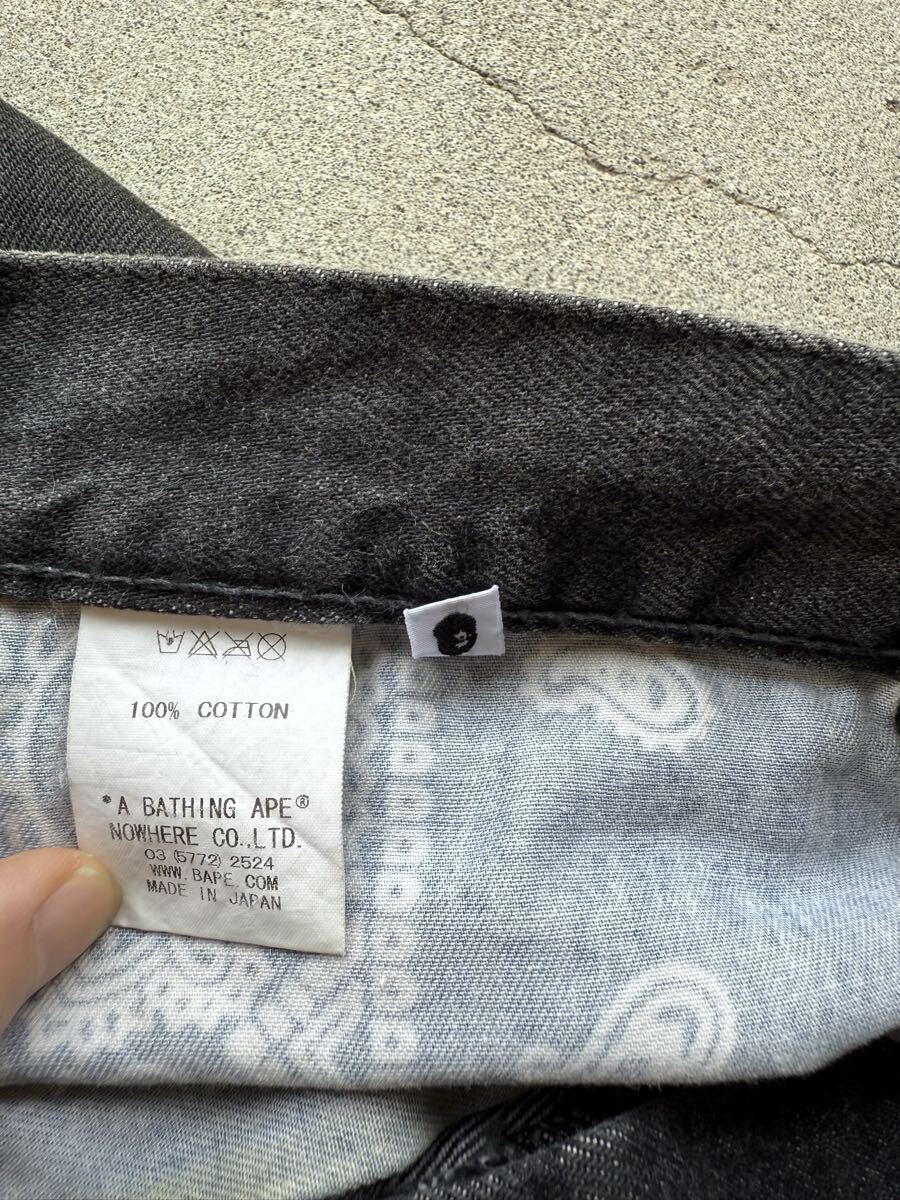 100% COTTON
*A BATHING APE®
NOWHERE CO.,LTD.
03 (5772) 2524
WWW.BAPE.COM
MADE IN JAPAN